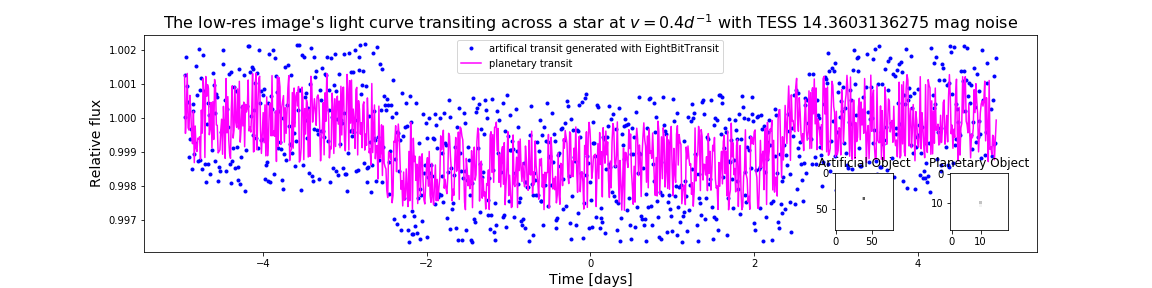 The low-res image's light curve transiting across a star at v = 0.4d⁻¹ with TESS 14.3603136275 mag noise
artifical transit generated with EightBitTransit
planetary transit
Relative flux
1.002
1.001
1.000
0.999
0.998
0.997
Artificial Object
0
50
0 50
Planetary Object
0
10
0 10
−4 −2 0 2 4
Time [days]